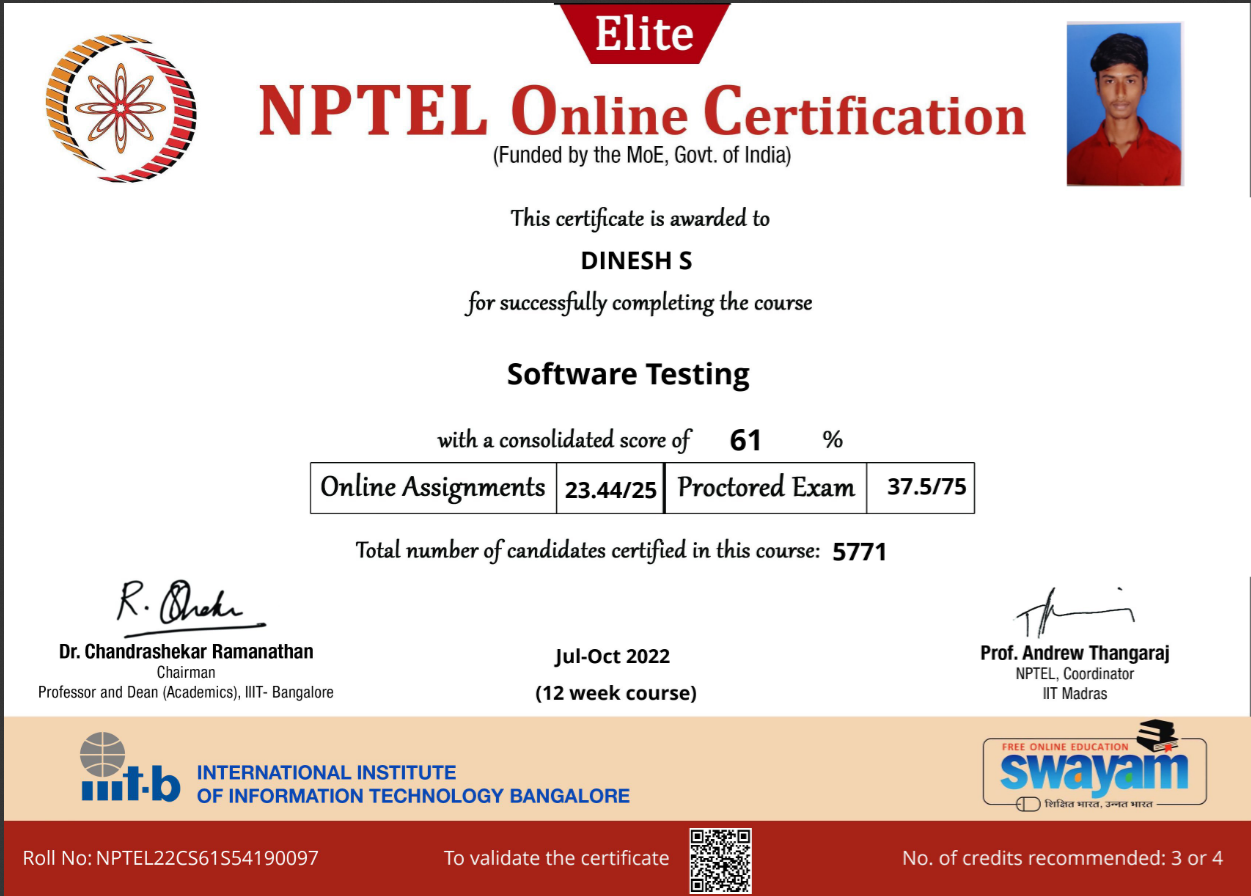 Elite
NPTEL Online Certification
(Funded by the MoE, Govt. of India)
This certificate is awarded to
DINESH S
for successfully completing the course
Software Testing
with a consolidated score of 61 %
Online Assignments 23.44/25 Proctored Exam 37.5/75
Total number of candidates certified in this course: 5771
Dr. Chandrashekar Ramanathan
Chairman
Professor and Dean (Academics), IIIT- Bangalore
Jul-Oct 2022
(12 week course)
Prof. Andrew Thangaraj
NPTEL, Coordinator
IIT Madras
iiit-b
INTERNATIONAL INSTITUTE
OF INFORMATION TECHNOLOGY BANGALORE
FREE ONLINE EDUCATION
swayam
शिक्षित भारत, उन्नत भारत
Roll No: NPTEL22CS61S54190097
To validate the certificate
No. of credits recommended: 3 or 4